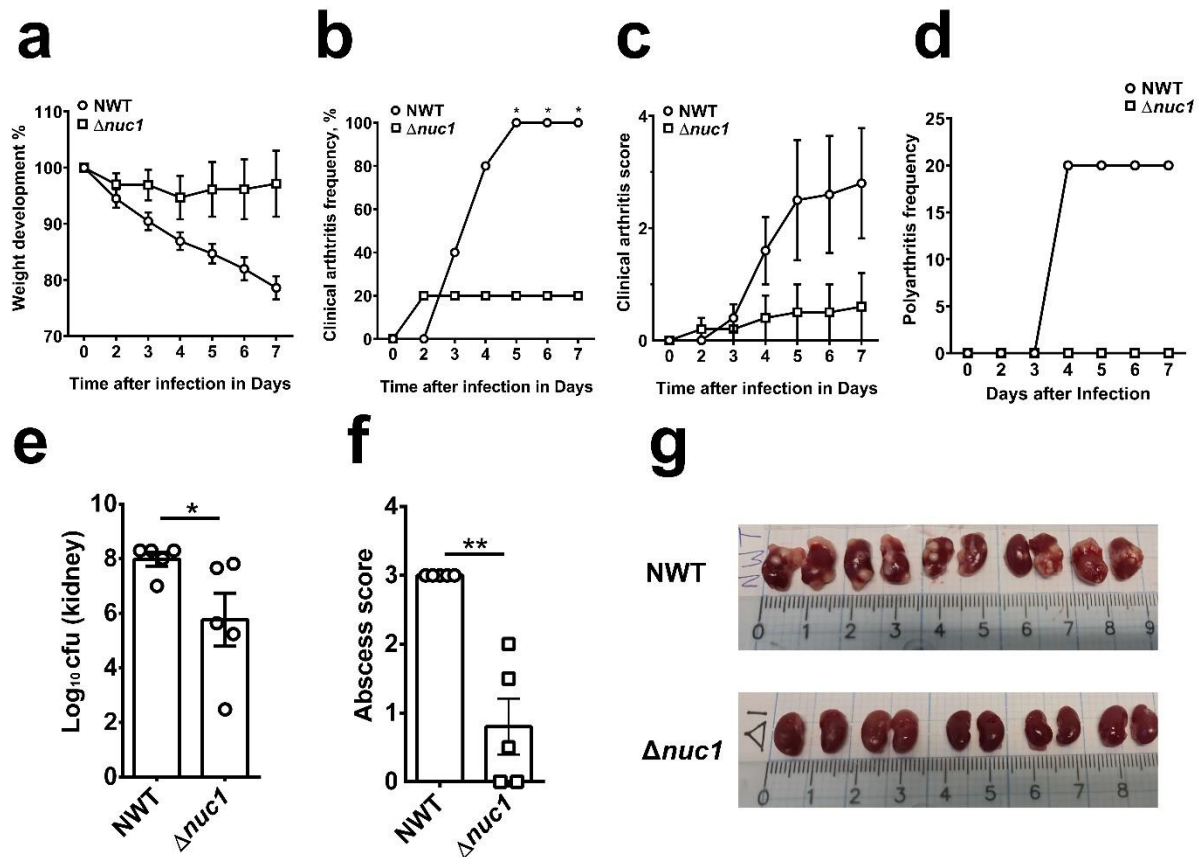 a
NWT
Δnuc1
Weight development %
110
100
90
80
70
0 2 3 4 5 6 7
Time after infection in Days
b
NWT
Δnuc1
Clinical arthtritis frequency, %
100
80
60
40
20
0
* * *
0 2 3 4 5 6 7
Time after infection in Days
c
NWT
Δnuc1
Clinical arthritis score
4
2
0
0 2 3 4 5 6 7
Time after infection in Days
d
NWT
Δnuc1
Polyarthritis frequency
25
20
15
10
5
0
0 2 3 4 5 6 7
Days after Infection
e
Log₁₀ cfu (kidney)
10
8
6
4
2
0
*
NWT
Δnuc1
f
Abscess score
4
3
2
1
0
**
NWT
Δnuc1
g
NWT
NWT
0 1 2 3 4 5 6 7 8 9
Δnuc1
Δ1
0 1 2 3 4 5 6 7 8